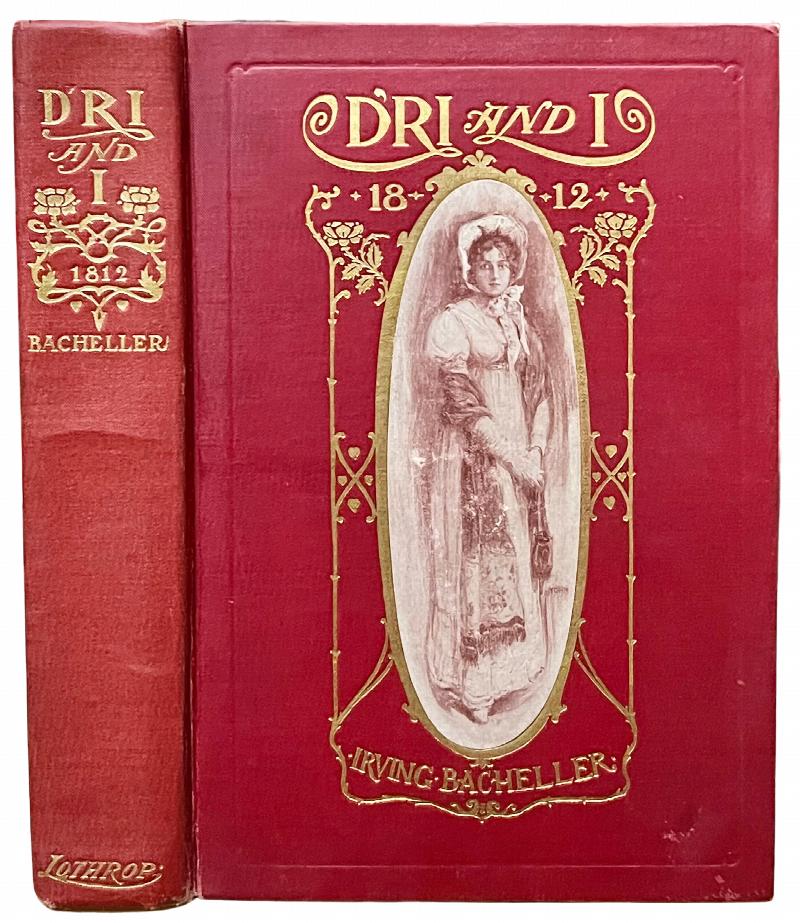 D'RI
AND
I
1812
BACHELLER
LOTHROP
D'RI AND I
18 12
IRVING·BACHELLER·